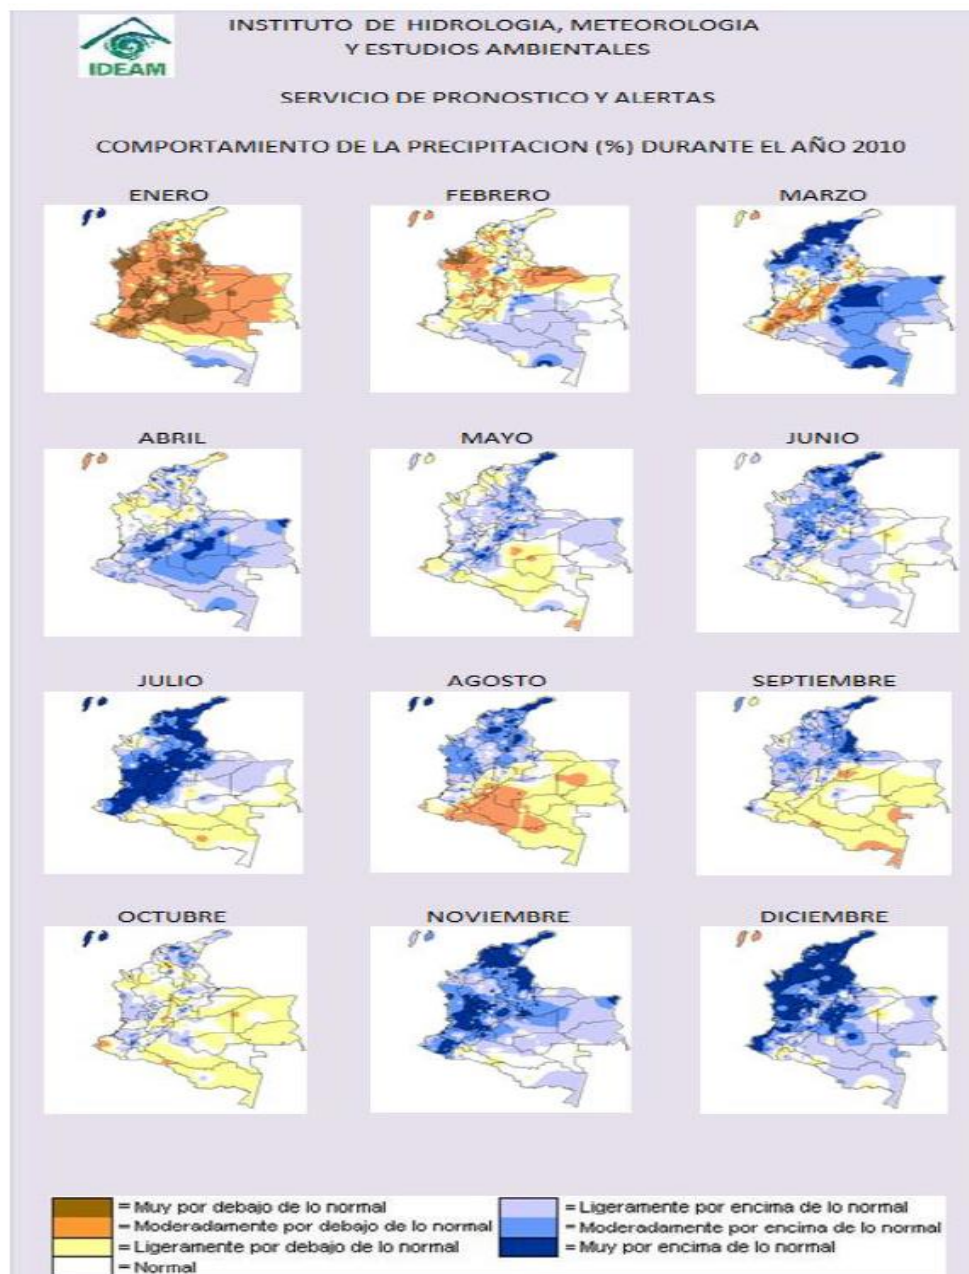 INSTITUTO DE HIDROLOGIA, METEOROLOGIA
Y ESTUDIOS AMBIENTALES
IDEAM
SERVICIO DE PRONOSTICO Y ALERTAS
COMPORTAMIENTO DE LA PRECIPITACION (%) DURANTE EL AÑO 2010
ENERO
FEBRERO
MARZO
ABRIL
MAYO
JUNIO
JULIO
AGOSTO
SEPTIEMBRE
OCTUBRE
NOVIEMBRE
DICIEMBRE
= Muy por debajo de lo normal
= Moderadamente por debajo de lo normal
= Ligeramente por debajo de lo normal
= Normal
= Ligeramente por encima de lo normal
= Moderadamente por encima de lo normal
= Muy por encima de lo normal